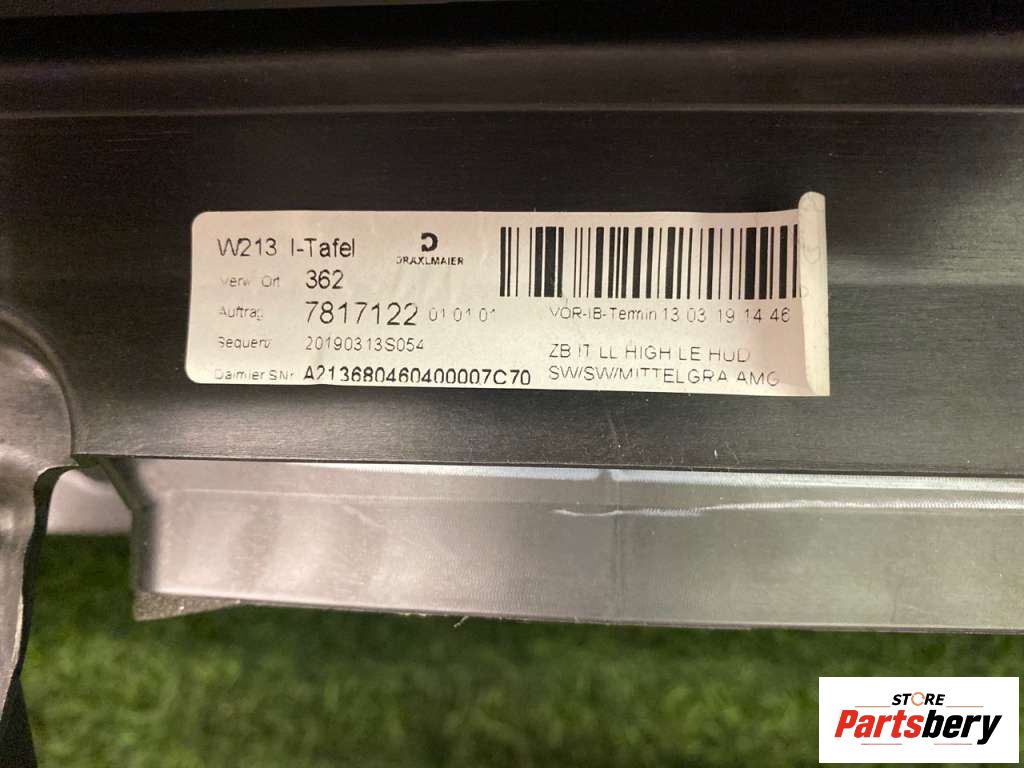 W213 I-Tafel
DRAXLMAIER
Verw. Ort 362
Auftrag 7817122 01 01 01
VOR-IB-Termin 13 03 19 14 46
Sequenz 20190313S054
ZB IT LL HIGH LE HUD
Daimler SNr A213680460400007C70
SW/SW/MITTELGRA AMG
STORE
Partsbery